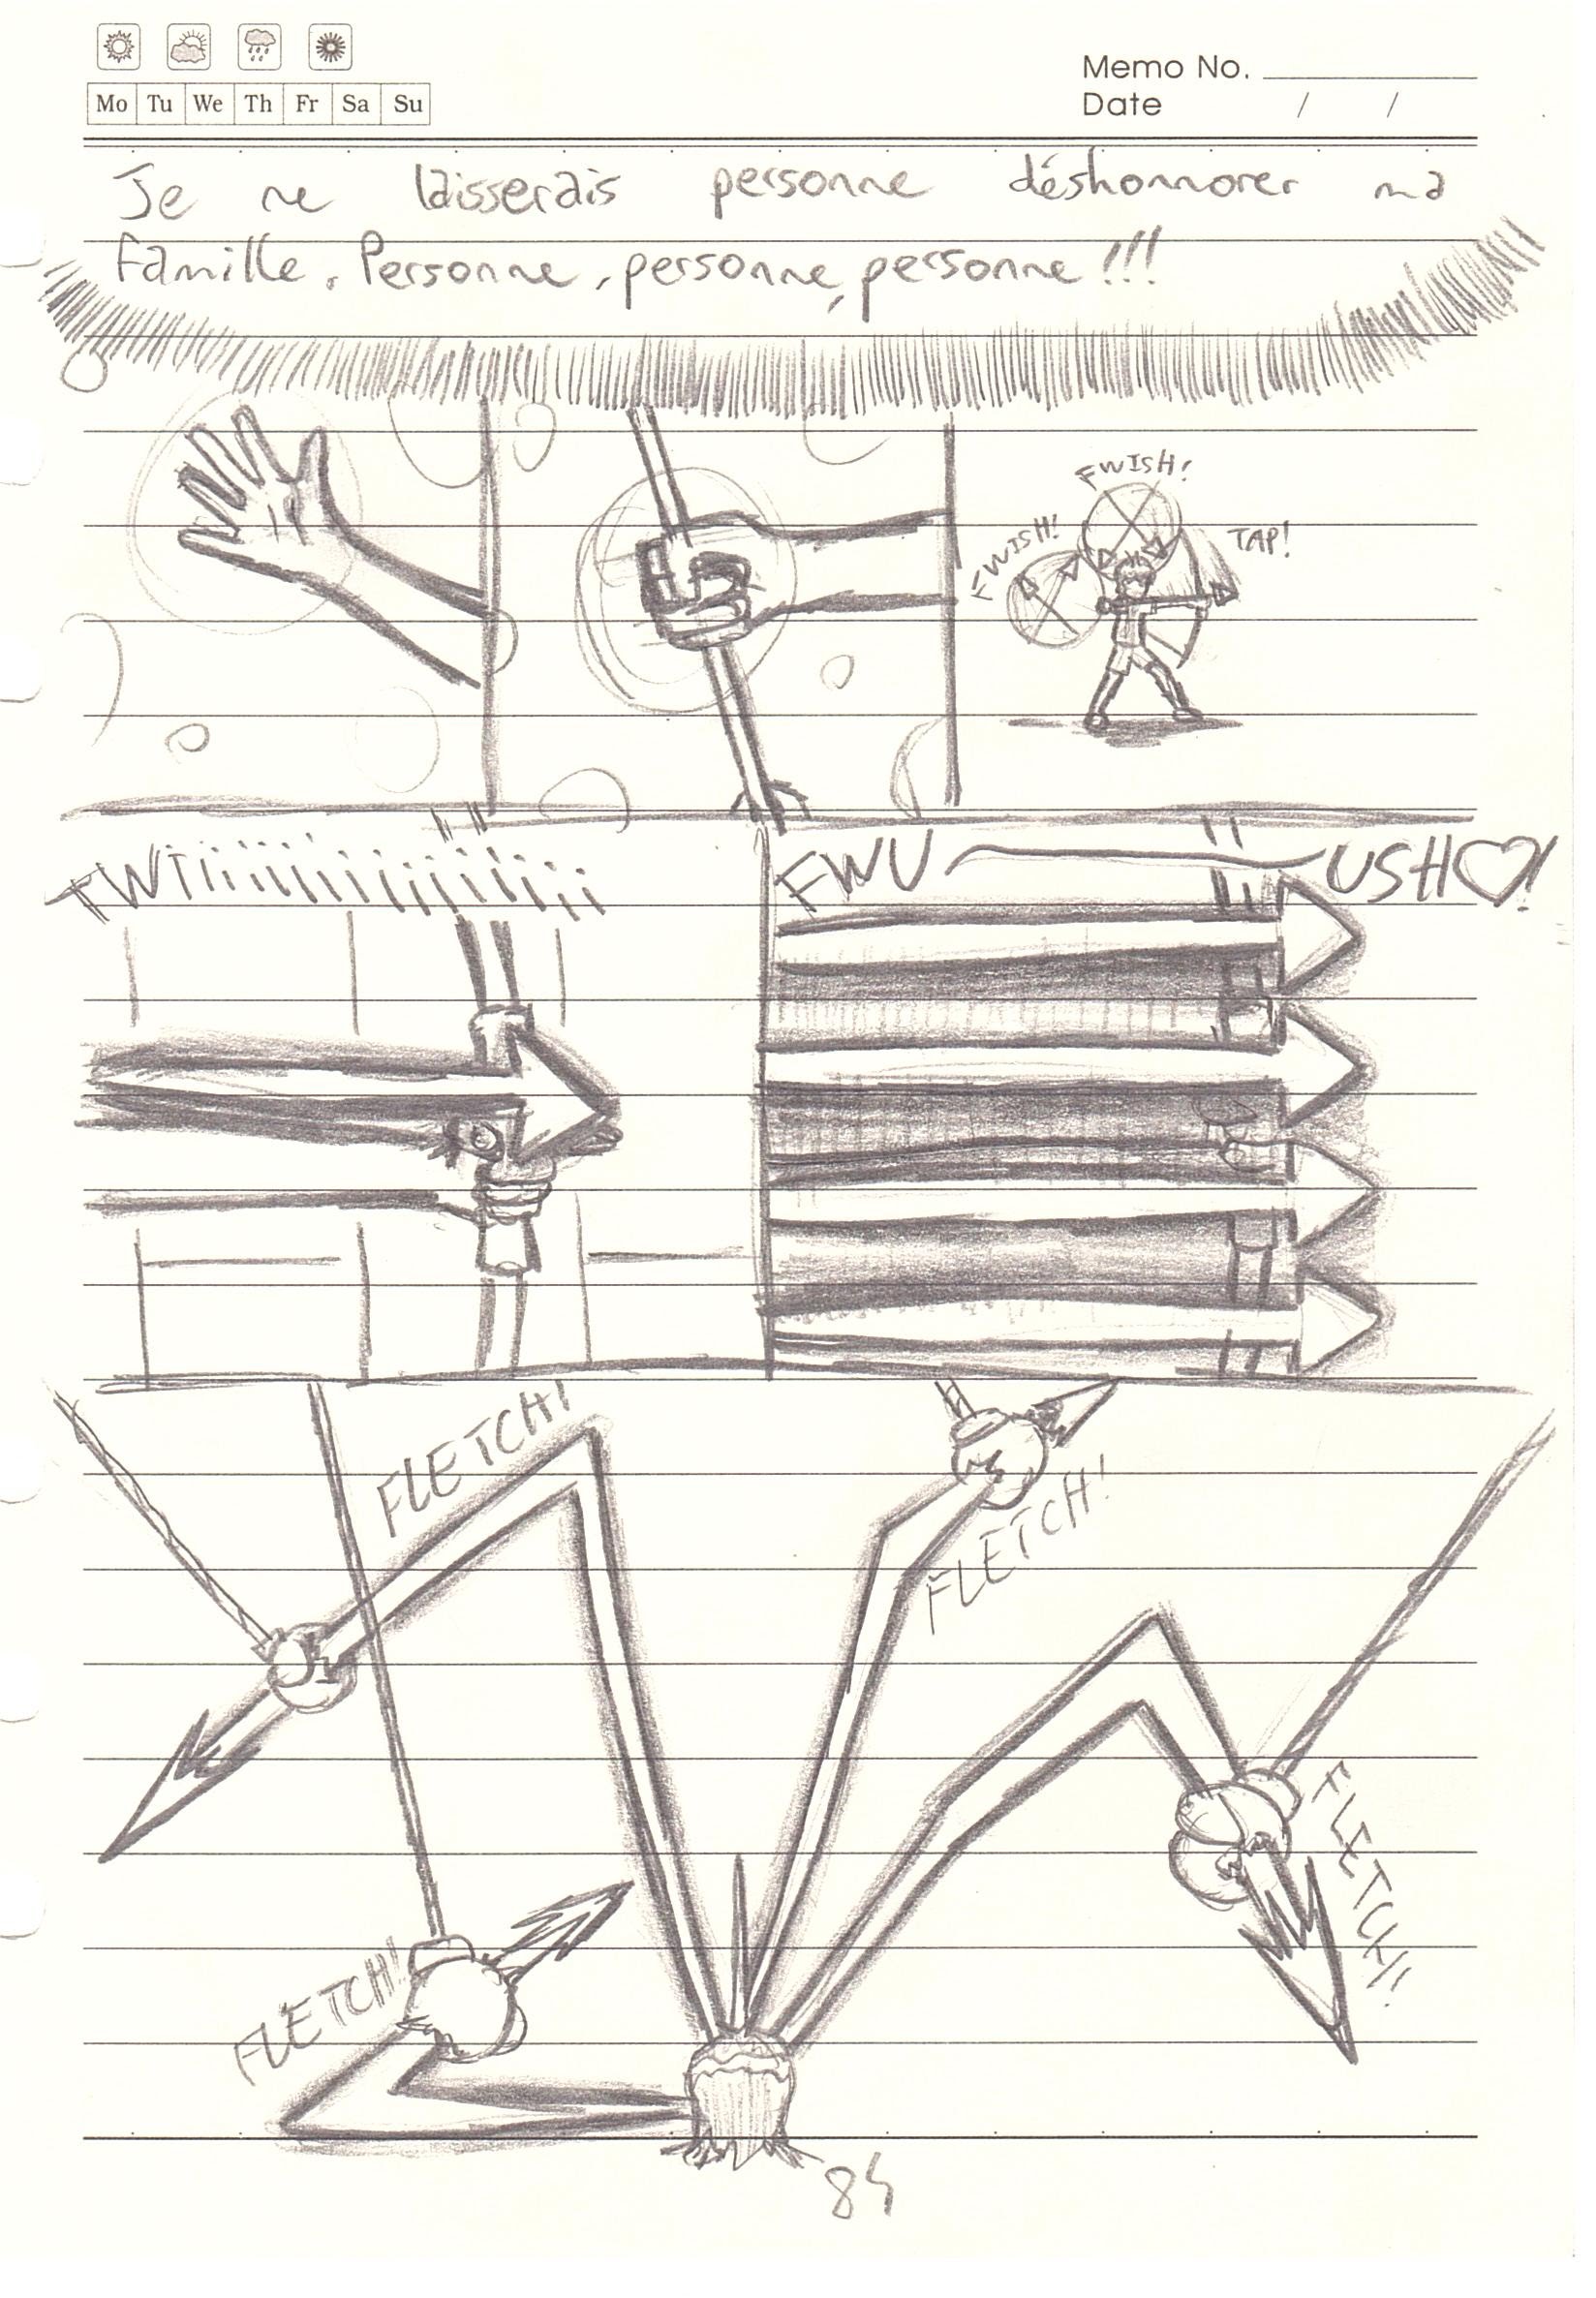 Memo No.
Mo Tu We Th Fr Sa Su
Date / /
Je ne laisserais personne déshonnorer ma
famille. Personne, personne, personne!!!
FWISH!
FWISH!
TAP!
TWIiiiiiiiiiiiiiii
FWU USH♡!
FLETCH!
FLETCH!
FLETCH!
FLETCH!
84